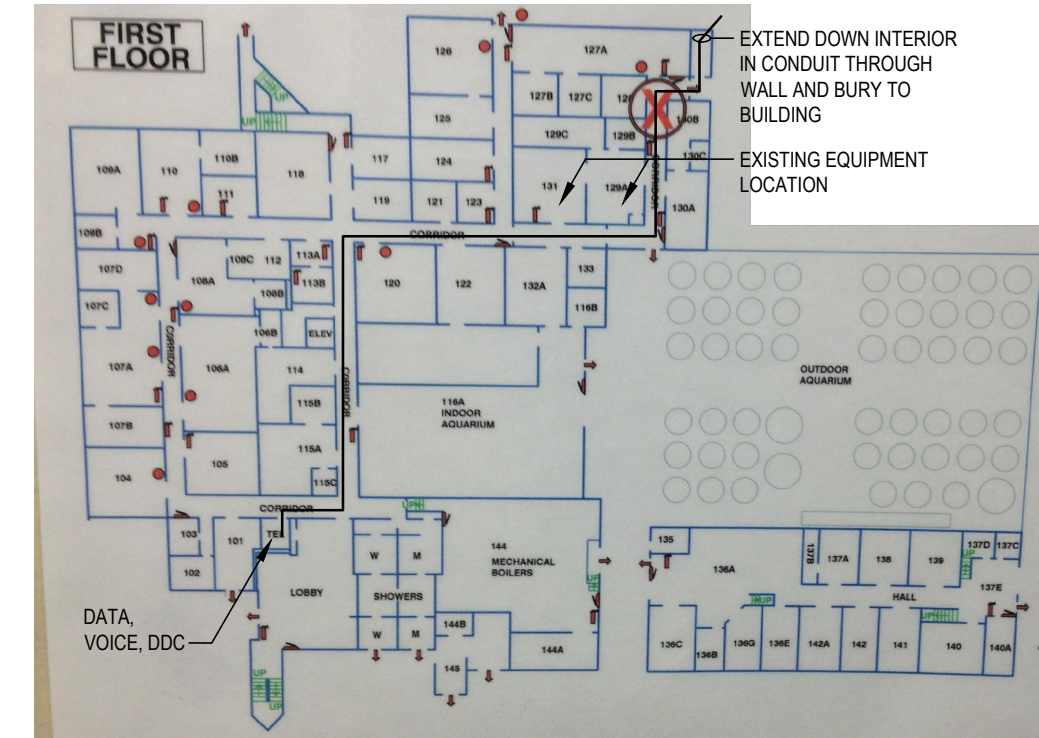 FIRST
FLOOR
EXTEND DOWN INTERIOR
IN CONDUIT THROUGH
WALL AND BURY TO
BUILDING
EXISTING EQUIPMENT
LOCATION
126
127A
127B
127C
X
130B
125
129C
129B
130C
UP
UP
109A
110
110B
118
117
124
111
131
129A
CORRIDOR
130A
119
121
123
109B
CORRIDOR
108C
112
113A
107D
108A
113B
120
122
132A
133
108B
107C
116B
106B
ELEV
CORRIDOR
107A
106A
114
CORRIDOR
OUTDOOR
AQUARIUM
115B
116A
INDOOR
AQUARIUM
107B
105
115A
104
115C
UP
CORRIDOR
103
101
102
W
M
144
MECHANICAL
BOILERS
LOBBY
SHOWERS
UP
135
136A
137B
137A
138
139
137D
137C
UP
137E
UP
HALL
UP
DATA,
VOICE, DDC
W
M
144B
144A
145
136C
136B
136G
136E
142A
142
141
140
140A
UP
UP